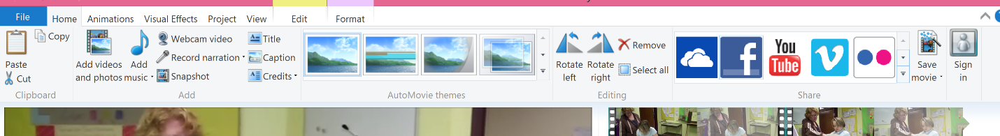 File Home Animations Visual Effects Project View Edit Format
Paste
Copy
Cut
Clipboard
Add videos
and photos
Add
music
Webcam video
Record narration
Snapshot
Title
Caption
Credits
Add
AutoMovie themes
Rotate
left
Rotate
right
Remove
Select all
Editing
f
You
Tube
Share
Save
movie
Sign
in